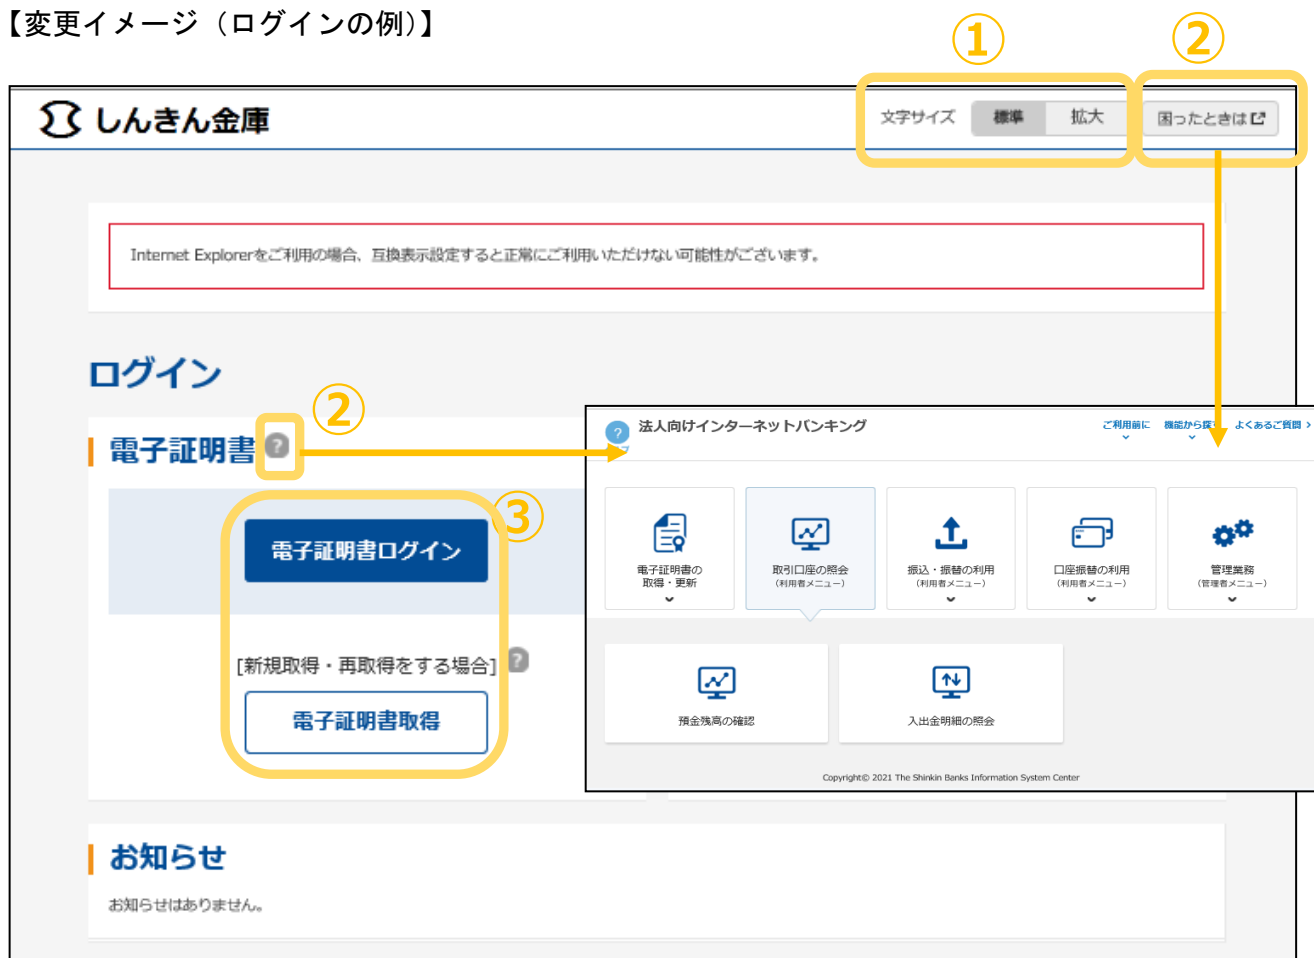 【変更イメージ（ログインの例）】
① ②
しんきん金庫
文字サイズ 標準 拡大 困ったときは
Internet Explorerをご利用の場合、互換表示設定すると正常にご利用いただけない可能性がございます。
ログイン
②
電子証明書 ?
③
電子証明書ログイン
[新規取得・再取得をする場合] ?
電子証明書取得
? 法人向けインターネットバンキング
ご利用前に 機能から探す よくあるご質問
電子証明書の
取得・更新
取引口座の照会
（利用者メニュー）
振込・振替の利用
（利用者メニュー）
口座振替の利用
（利用者メニュー）
管理業務
（管理者メニュー）
預金残高の確認
入出金明細の照会
Copyright© 2021 The Shinkin Banks Information System Center
お知らせ
お知らせはありません。